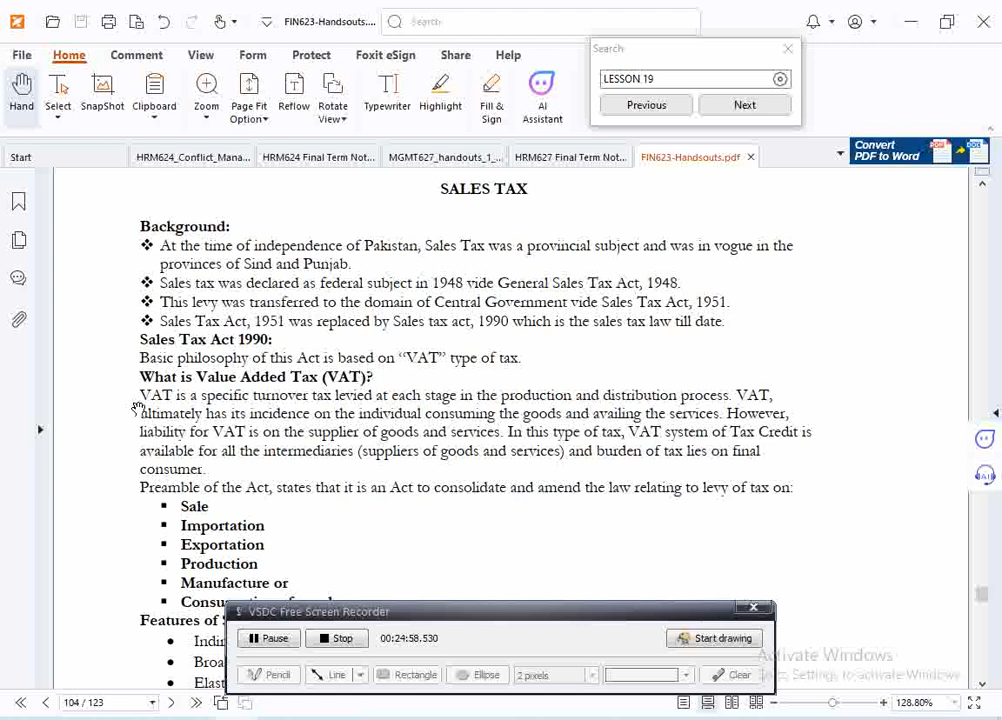 FIN623-Handsouts....
Search
File
Home
Comment
View
Form
Protect
Foxit eSign
Share
Help
Search
LESSON 19
Previous
Next
Hand
Select
SnapShot
Clipboard
Zoom
Page Fit Option
Reflow
Rotate View
Typewriter
Highlight
Fill & Sign
AI Assistant
Start
HRM624_Conflict_Mana...
HRM624 Final Term Not...
MGMT627_handouts_1_...
HRM627 Final Term Not...
FIN623-Handsouts.pdf
Convert PDF to Word
SALES TAX
Background:
❖ At the time of independence of Pakistan, Sales Tax was a provincial subject and was in vogue in the
provinces of Sind and Punjab.
❖ Sales tax was declared as federal subject in 1948 vide General Sales Tax Act, 1948.
❖ This levy was transferred to the domain of Central Government vide Sales Tax Act, 1951.
❖ Sales Tax Act, 1951 was replaced by Sales tax act, 1990 which is the sales tax law till date.
Sales Tax Act 1990:
Basic philosophy of this Act is based on “VAT” type of tax.
What is Value Added Tax (VAT)?
VAT is a specific turnover tax levied at each stage in the production and distribution process. VAT,
ultimately has its incidence on the individual consuming the goods and availing the services. However,
liability for VAT is on the supplier of goods and services. In this type of tax, VAT system of Tax Credit is
available for all the intermediaries (suppliers of goods and services) and burden of tax lies on final
consumer.
Preamble of the Act, states that it is an Act to consolidate and amend the law relating to levy of tax on:
▪ Sale
▪ Importation
▪ Exportation
▪ Production
▪ Manufacture or
Features of
VSDC Free Screen Recorder
Pause
Stop
00:24:58.530
Start drawing
Pencil
Line
Rectangle
Ellipse
2 pixels
Clear
Activate Windows
Settings to activate Windows.
104 / 123
128.80%